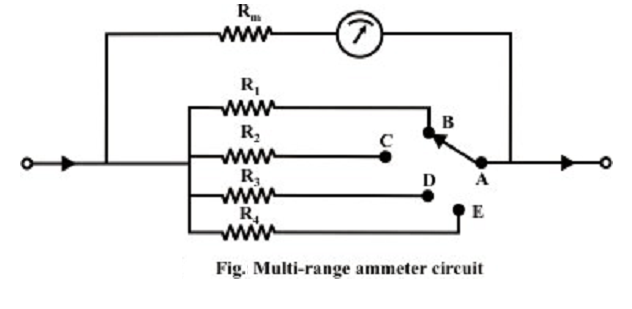 Rm
R1
B
R2
C
R3
D
A
R4
E
Fig. Multi-range ammeter circuit